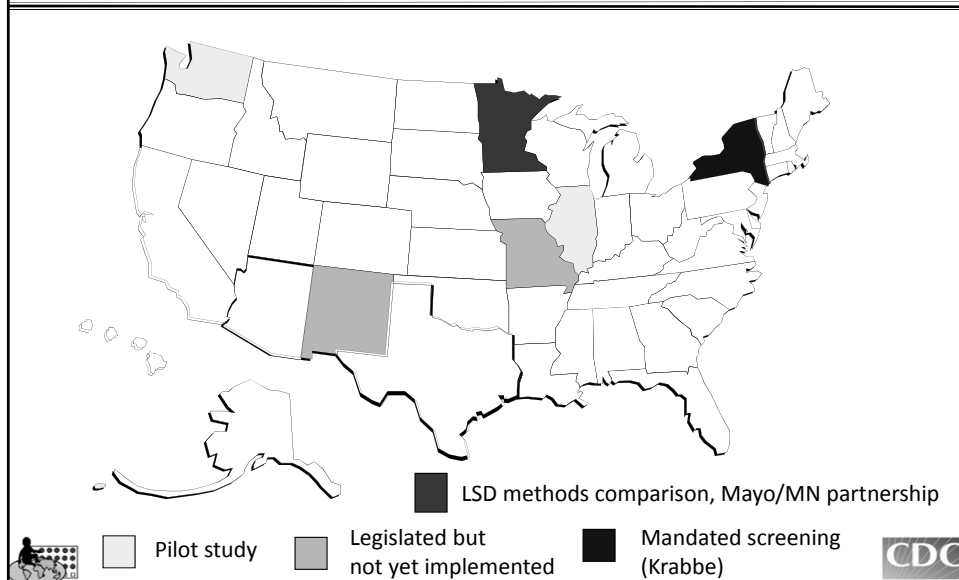 LSD methods comparison, Mayo/MN partnership
Pilot study
Legislated but
not yet implemented
Mandated screening
(Krabbe)
CDC